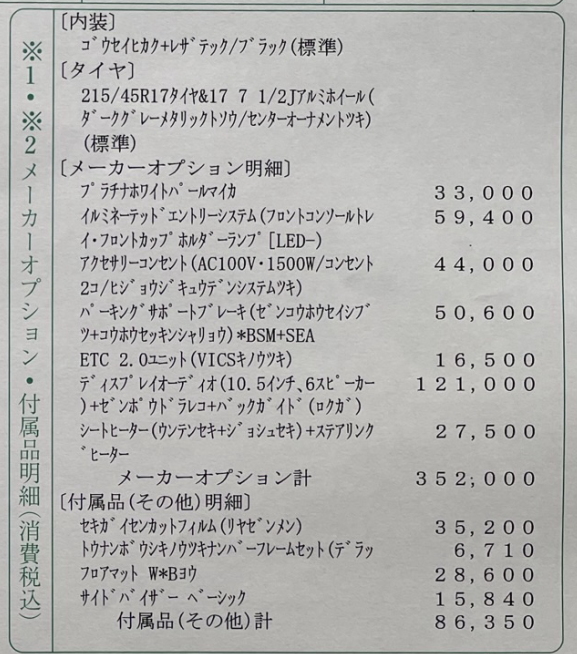 ※1・※2メーカーオプション・付属品明細(消費税込)
[内装]
ｺﾞｳｾｲﾋｶｸ+ﾚｻﾞﾃｯｸ/ﾌﾞﾗｯｸ(標準)
[タイヤ]
215/45R17ﾀｲﾔ&17 7 1/2Jｱﾙﾐﾎｲｰﾙ(
ﾀﾞｰｸｸﾞﾚｰﾒﾀﾘｯｸﾄｿｳ/ｾﾝﾀｰｵｰﾅﾒﾝﾄﾂｷ)
(標準)
[メーカーオプション明細]
ﾌﾟﾗﾁﾅﾎﾜｲﾄﾊﾟｰﾙﾏｲｶ 33,000
ｲﾙﾐﾈｰﾃｯﾄﾞｴﾝﾄﾘｰｼｽﾃﾑ(ﾌﾛﾝﾄｺﾝｿｰﾙﾄﾚ 59,400
ｲ･ﾌﾛﾝﾄｶｯﾌﾟﾎﾙﾀﾞｰﾗﾝﾌﾟ[LED-)
ｱｸｾｻﾘｰｺﾝｾﾝﾄ(AC100V･1500W/ｺﾝｾﾝﾄ 44,000
2ｺ/ﾋｼﾞｮｳｼﾞｷｭｳﾃﾞﾝｼｽﾃﾑﾂｷ)
ﾊﾟｰｷﾝｸﾞｻﾎﾟｰﾄﾌﾞﾚｰｷ(ｾﾞﾝｺｳﾎｳｾｲｼﾌﾞ 50,600
ﾂ+ｺｳﾎｳｾｯｷﾝｼｬﾘｮｳ)*BSM+SEA
ETC 2.0ﾕﾆｯﾄ(VICSｷﾉｳﾂｷ) 16,500
ﾃﾞｨｽﾌﾟﾚｲｵｰﾃﾞｨｵ(10.5ｲﾝﾁ､6ｽﾋﾟｰｶｰ 121,000
)+ｾﾞﾝﾎﾟｳﾄﾞﾗﾚｺ+ﾊﾞｯｸｶﾞｲﾄﾞ(ﾛｸｶﾞ)
ｼｰﾄﾋｰﾀｰ(ｳﾝﾃﾝｾｷ+ｼﾞｮｼｭｾｷ)+ｽﾃｱﾘﾝｸ 27,500
ﾞﾋｰﾀｰ
メーカーオプション計 352,000
[付属品(その他)明細]
ｾｷｶﾞｲｾﾝｶｯﾄﾌｨﾙﾑ(ﾘﾔｾﾞﾝﾒﾝ) 35,200
ﾄｳﾅﾝﾎﾞｳｼｷﾉｳﾂｷﾅﾝﾊﾞｰﾌﾚｰﾑｾｯﾄ(ﾃﾞﾗｯ 6,710
ﾌﾛｱﾏｯﾄ W*Bﾖｳ 28,600
ｻｲﾄﾞﾊﾞｲｻﾞｰ ﾍﾞｰｼｯｸ 15,840
付属品(その他)計 86,350